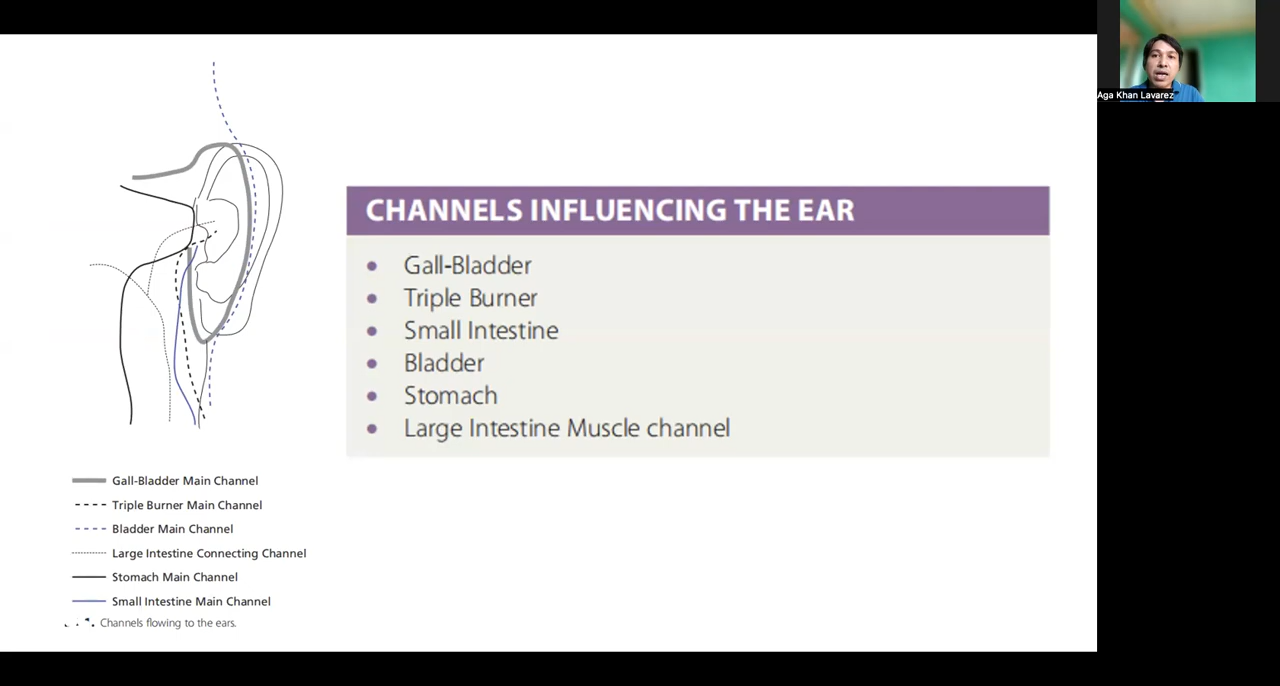 Aga Khan Lavarez
CHANNELS INFLUENCING THE EAR
• Gall-Bladder
• Triple Burner
• Small Intestine
• Bladder
• Stomach
• Large Intestine Muscle channel
Gall-Bladder Main Channel
Triple Burner Main Channel
Bladder Main Channel
Large Intestine Connecting Channel
Stomach Main Channel
Small Intestine Main Channel
Channels flowing to the ears.